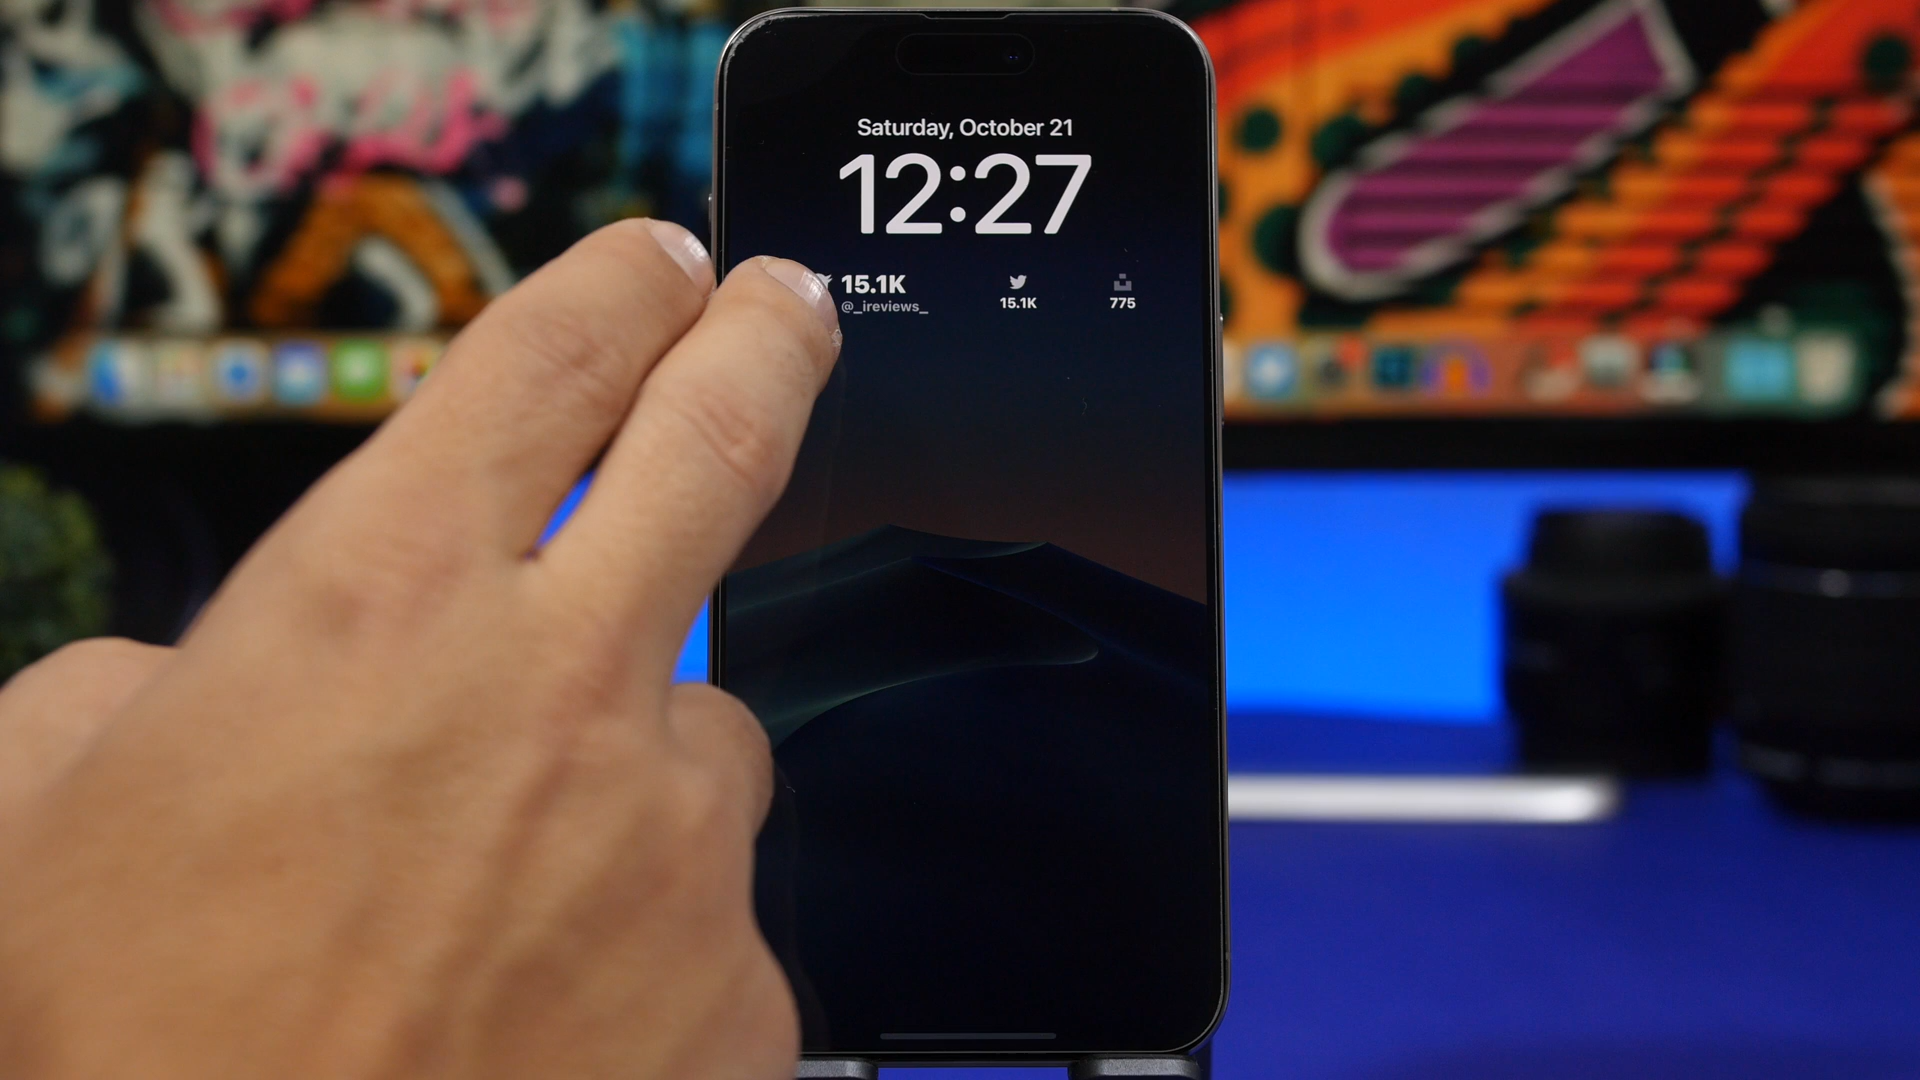 Saturday, October 21
12:27
15.1K
@_ireviews_
15.1K
775